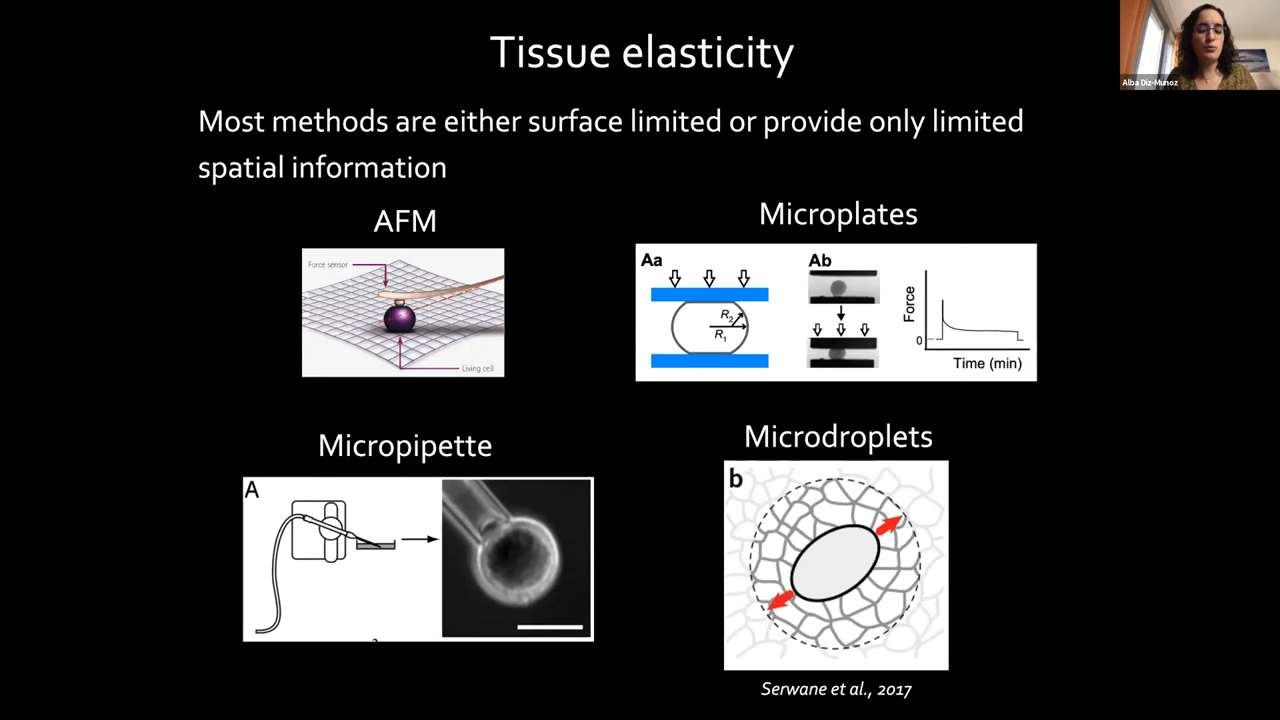 Tissue elasticity
Alba Diz-Munoz
Most methods are either surface limited or provide only limited
spatial information
AFM
Force sensor
Living cell
Microplates
Aa
R2
R1
Ab
Force
0
Time (min)
Micropipette
A
Microdroplets
b
Serwane et al., 2017